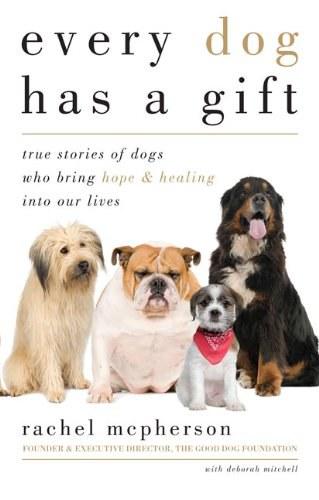 every dog
has a gift
true stories of dogs
who bring hope & healing
into our lives
rachel mcpherson
FOUNDER & EXECUTIVE DIRECTOR, THE GOOD DOG FOUNDATION
with deborah mitchell